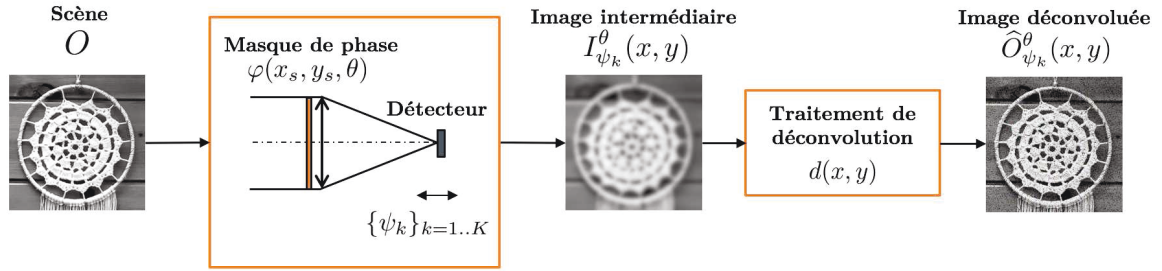 Scène
O
Masque de phase
φ(x_s, y_s, θ)
Détecteur
{ψ_k}_{k=1..K}
Image intermédiaire
I^θ_{ψ_k}(x, y)
Traitement de
déconvolution
d(x, y)
Image déconvoluée
Ô^θ_{ψ_k}(x, y)